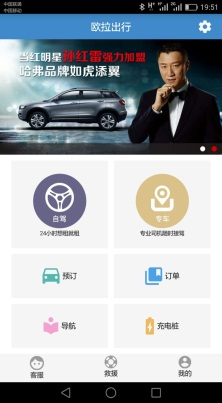 中国联通
中国移动
19:51
欧拉出行
当红明星孙红雷强力加盟
哈弗品牌如虎添翼
自驾
专车
24小时想租就租
专业司机随时接驾
预订
订单
导航
充电桩
客服
救援
我的